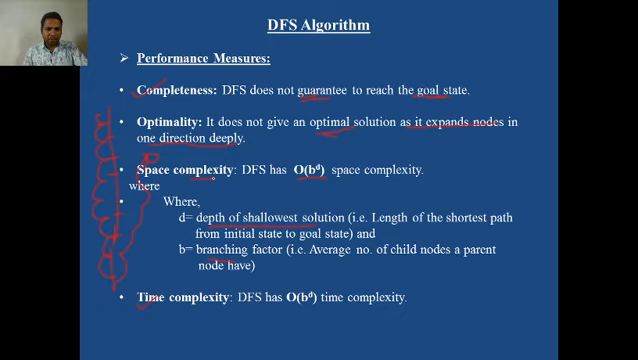 DFS Algorithm
➢ Performance Measures:
• Completeness: DFS does not guarantee to reach the goal state.
• Optimality: It does not give an optimal solution as it expands nodes in
one direction deeply.
• Space complexity: DFS has O(bᵈ) space complexity.
where
• Where,
d= depth of shallowest solution (i.e. Length of the shortest path
from initial state to goal state) and
b= branching factor (i.e. Average no. of child nodes a parent
node have)
• Time complexity: DFS has O(bᵈ) time complexity.